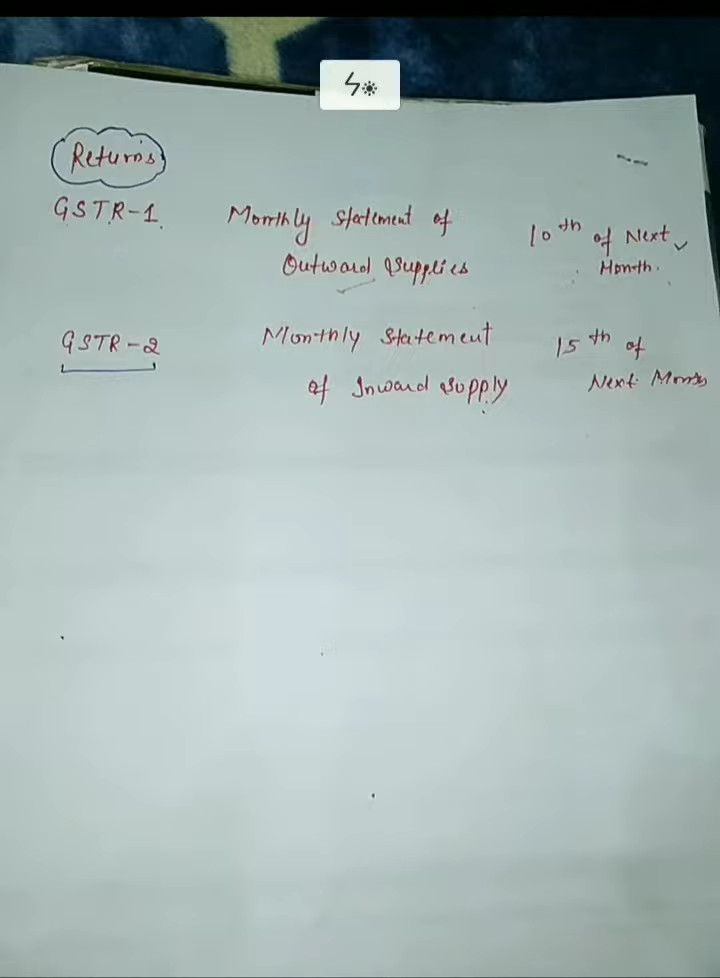 Returns
GSTR-1 Monthly Statement of 10th of Next
Outward Supplies Month.
GSTR-2 Monthly Statement 15th of
of Inward Supply Next Month